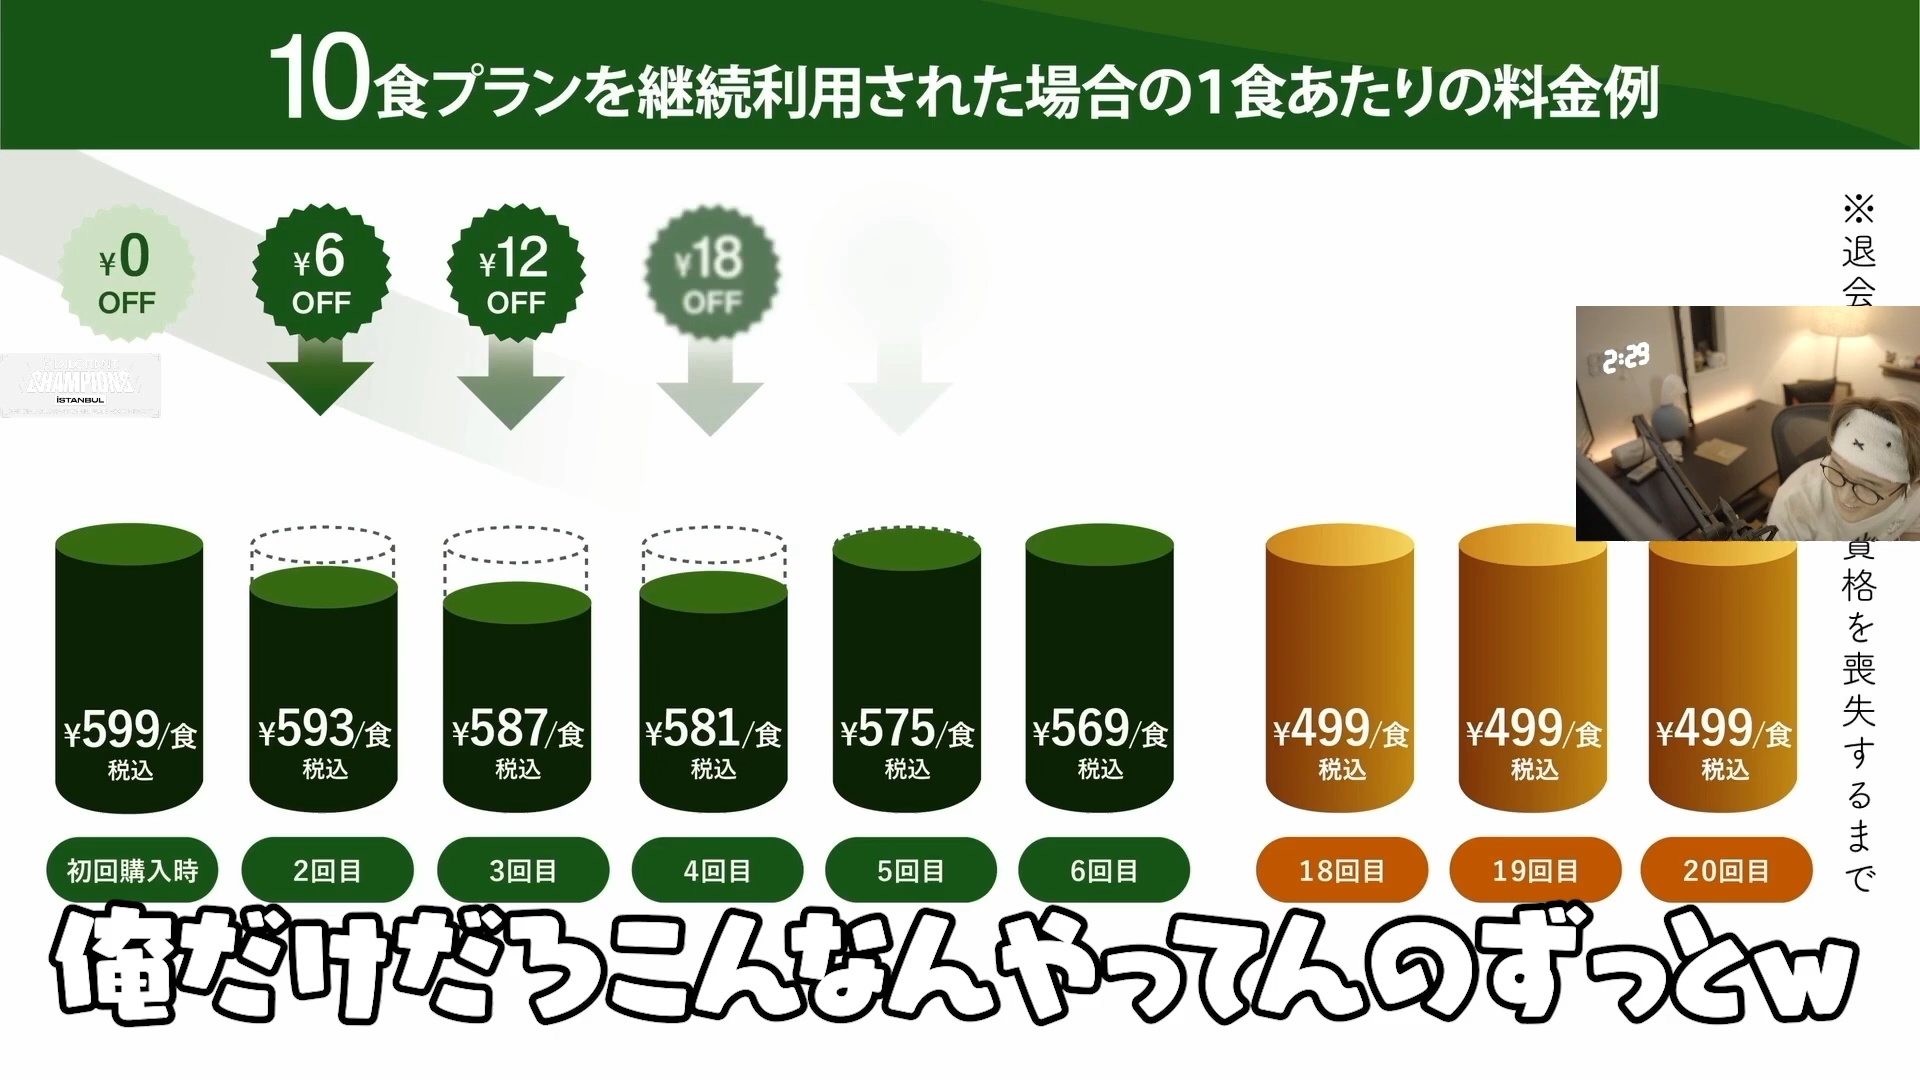 10食プランを継続利用された場合の1食あたりの料金例
¥0
OFF
¥6
OFF
¥12
OFF
¥18
OFF
CHAMPIONS
İSTANBUL
2:29
¥599/食
税込
¥593/食
税込
¥587/食
税込
¥581/食
税込
¥575/食
税込
¥569/食
税込
¥499/食
税込
¥499/食
税込
¥499/食
税込
初回購入時
2回目
3回目
4回目
5回目
6回目
18回目
19回目
20回目
※退会
資格を喪失するまで
俺だけだろこんなんやってんのずっとw